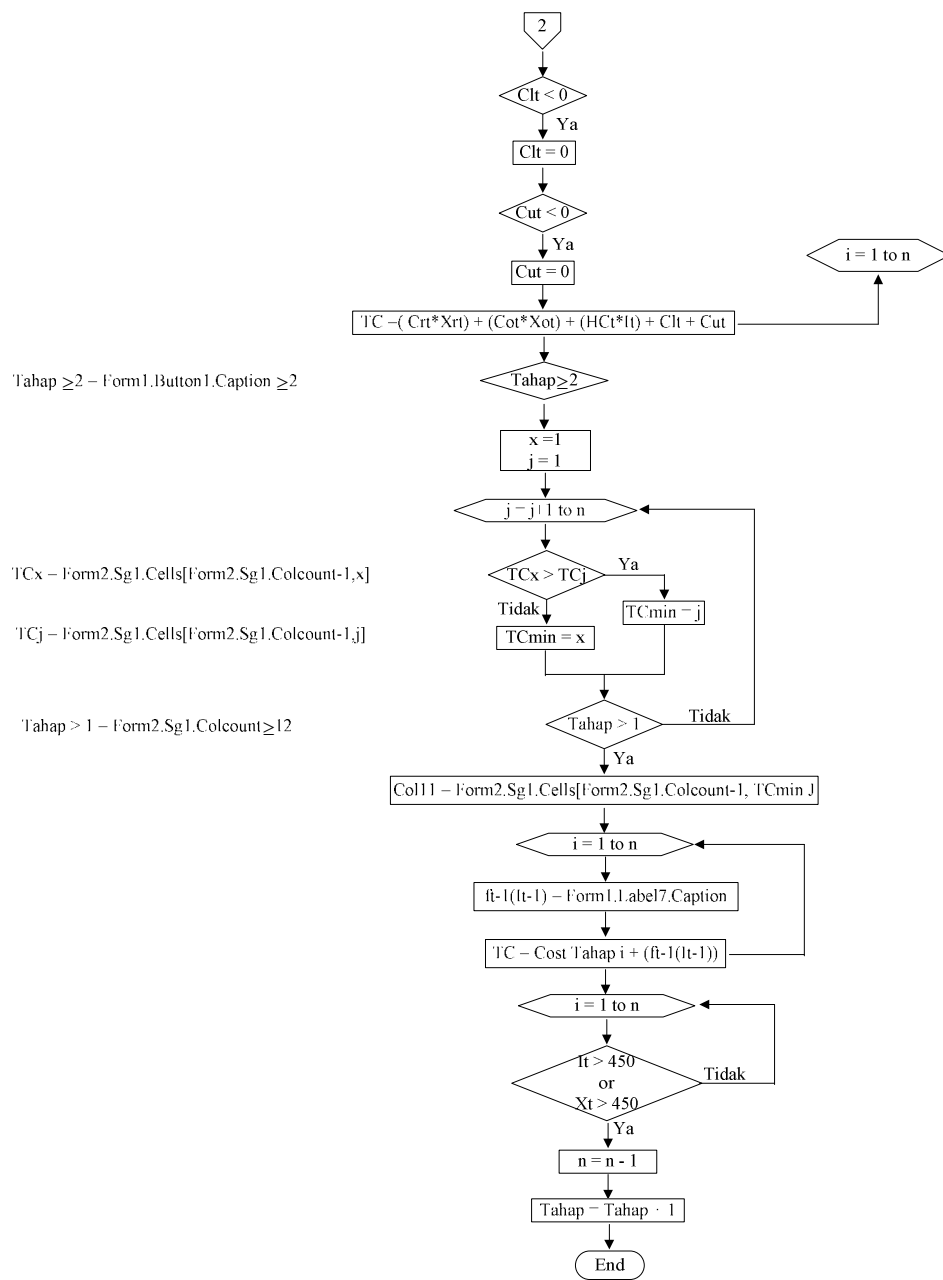 2
Clt < 0
Ya
Clt = 0
Cut < 0
Ya
Cut = 0
i = 1 to n
TC =( Crt*Xrt) + (Cot*Xot) + (HCt*It) + Clt + Cut
Tahap ≥2 = Form1.Button1.Caption ≥2
Tahap≥2
x =1
j = 1
j = j+1 to n
TCx = Form2.Sg1.Cells[Form2.Sg1.Colcount-1,x]
TCx > TCj
Ya
Tidak
TCmin = j
TCj = Form2.Sg1.Cells[Form2.Sg1.Colcount-1,j]
TCmin = x
Tahap > 1 = Form2.Sg1.Colcount≥12
Tahap > 1
Tidak
Ya
Col11 = Form2.Sg1.Cells[Form2.Sg1.Colcount-1, TCmin ]
i = 1 to n
ft-1(It-1) = Form1.Label7.Caption
TC = Cost Tahap i + (ft-1(It-1))
i = 1 to n
It > 450
or
Xt > 450
Tidak
Ya
n = n - 1
Tahap = Tahap - 1
End